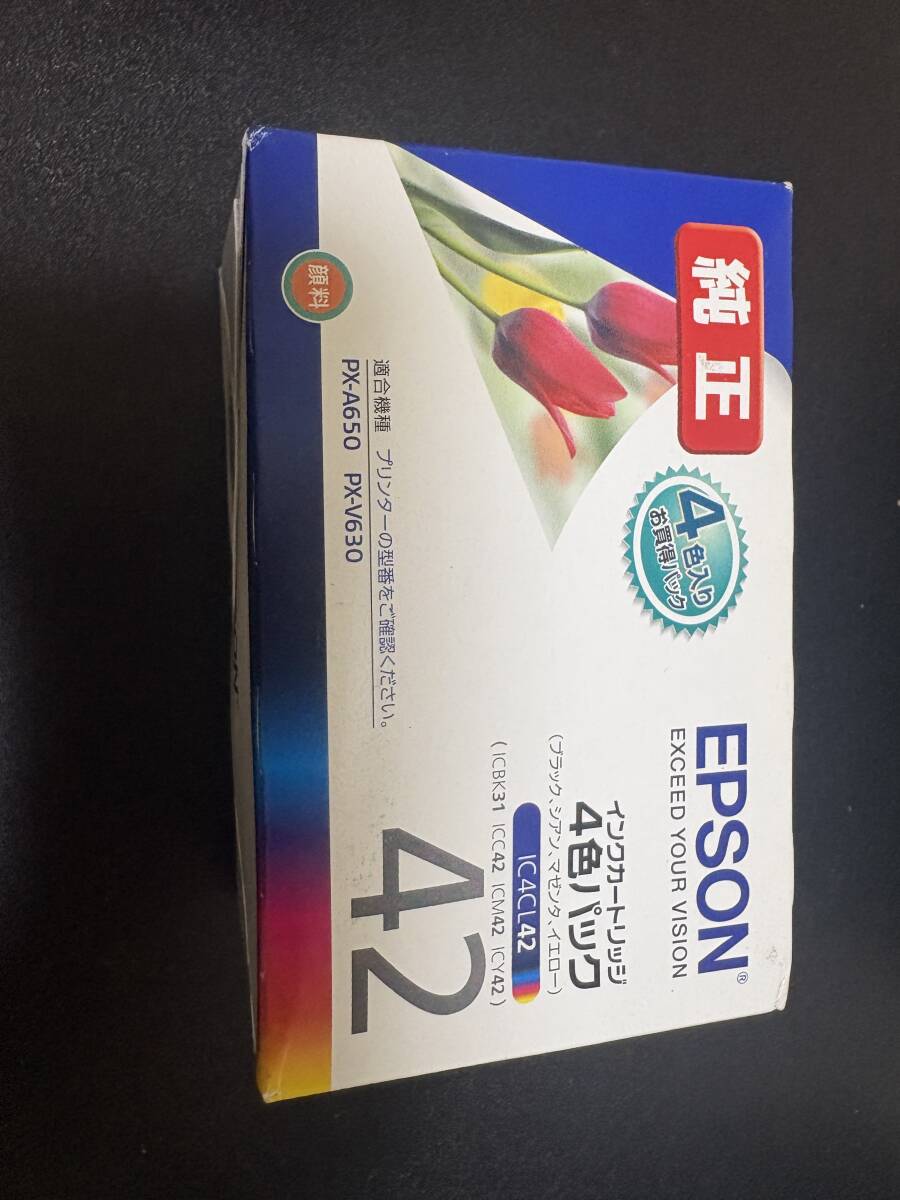 純正
4色入り
お買得パック
EPSON®
EXCEED YOUR VISION
インクカートリッジ
4色パック
(ブラック、シアン、マゼンタ、イエロー)
IC4CL42
(ICBK31 ICC42 ICM42 ICY42)
42
適合機種 プリンターの型番をご確認ください。
PX-A650 PX-V630
顔料